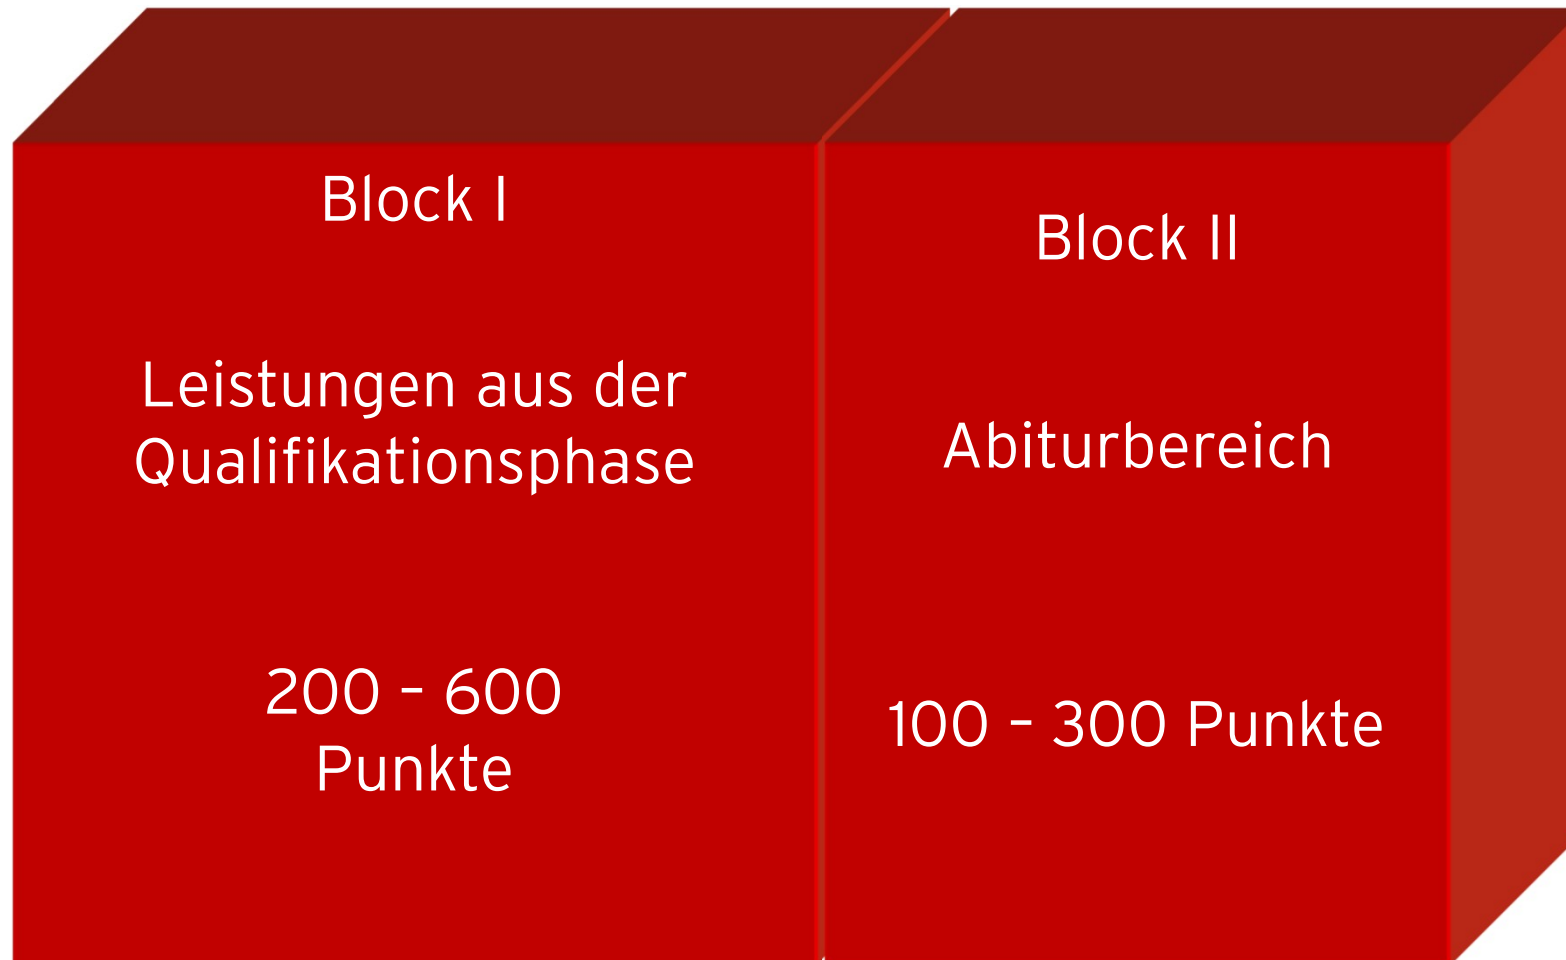 Block I
Leistungen aus der
Qualifikationsphase
200 – 600
Punkte
Block II
Abiturbereich
100 – 300 Punkte